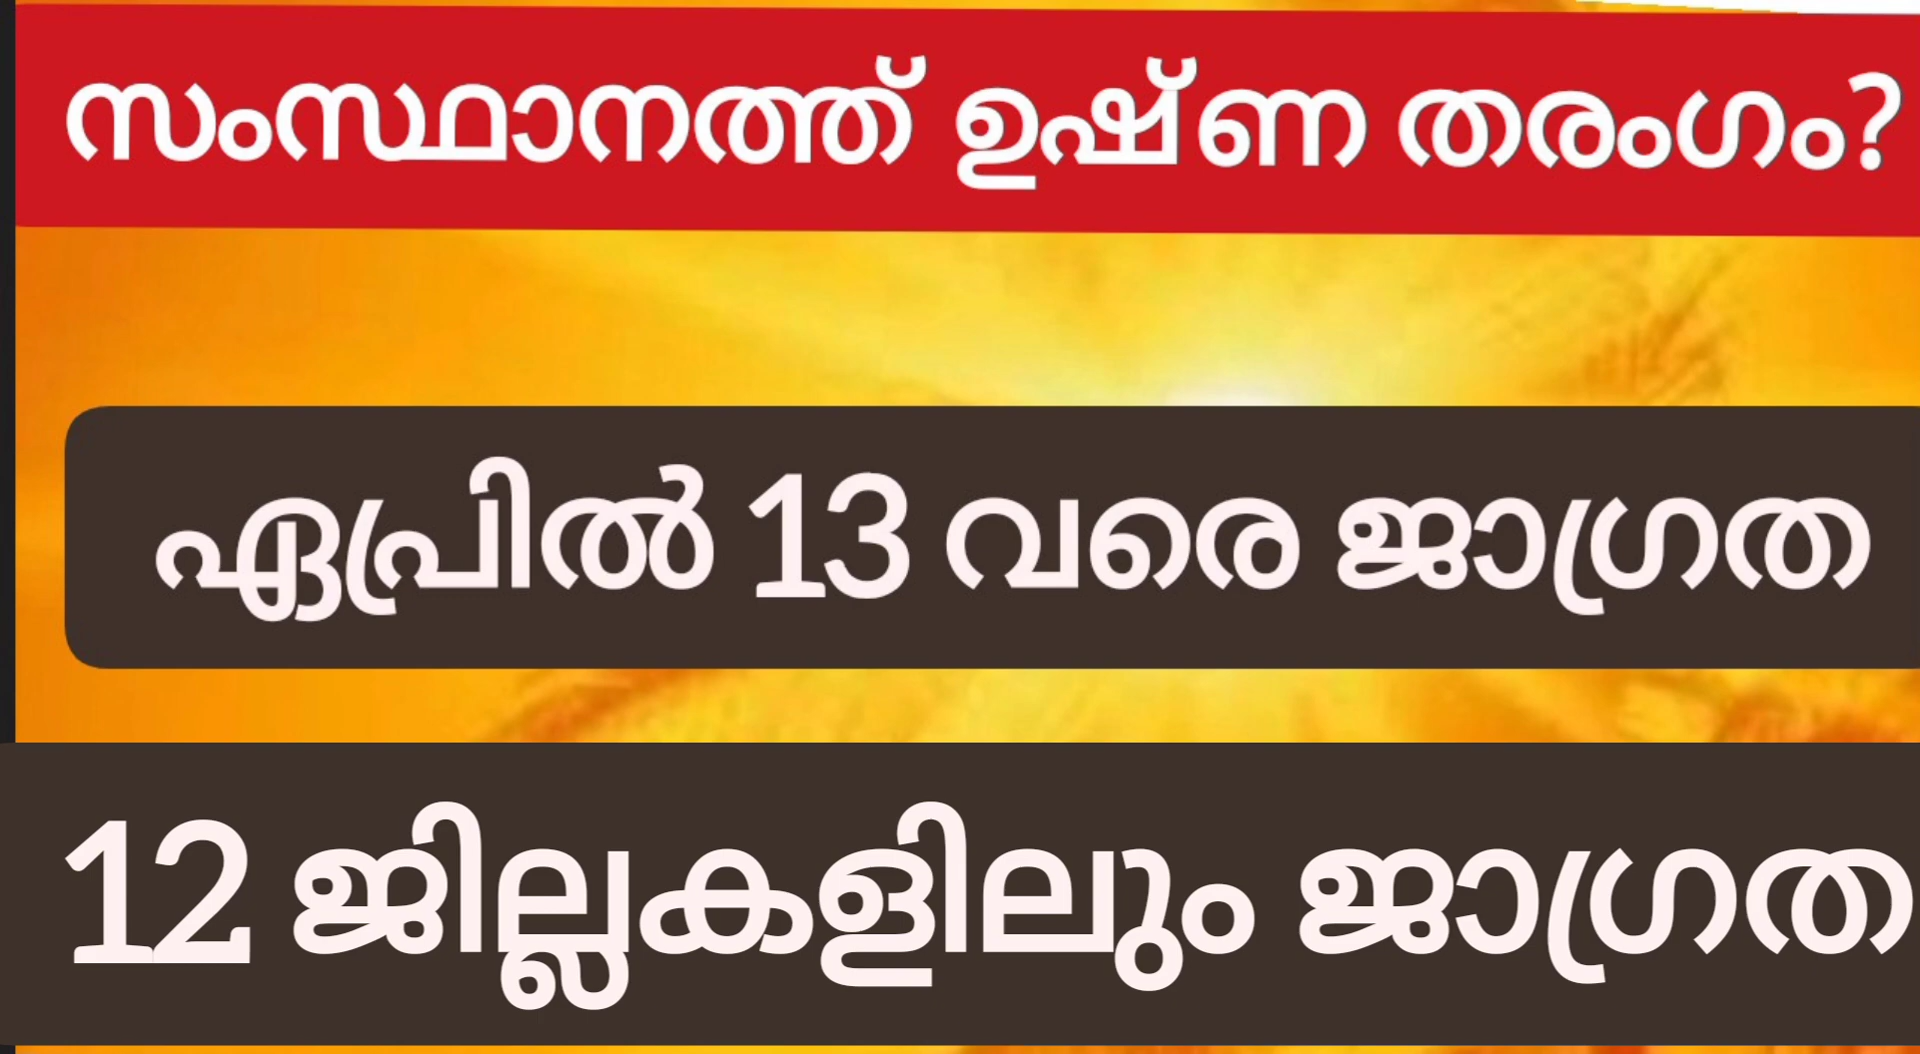 സംസ്ഥാനത്ത് ഉഷ്ണ തരംഗം?
ഏപ്രിൽ 13 വരെ ജാഗ്രത
12 ജില്ലകളിലും ജാഗ്രത